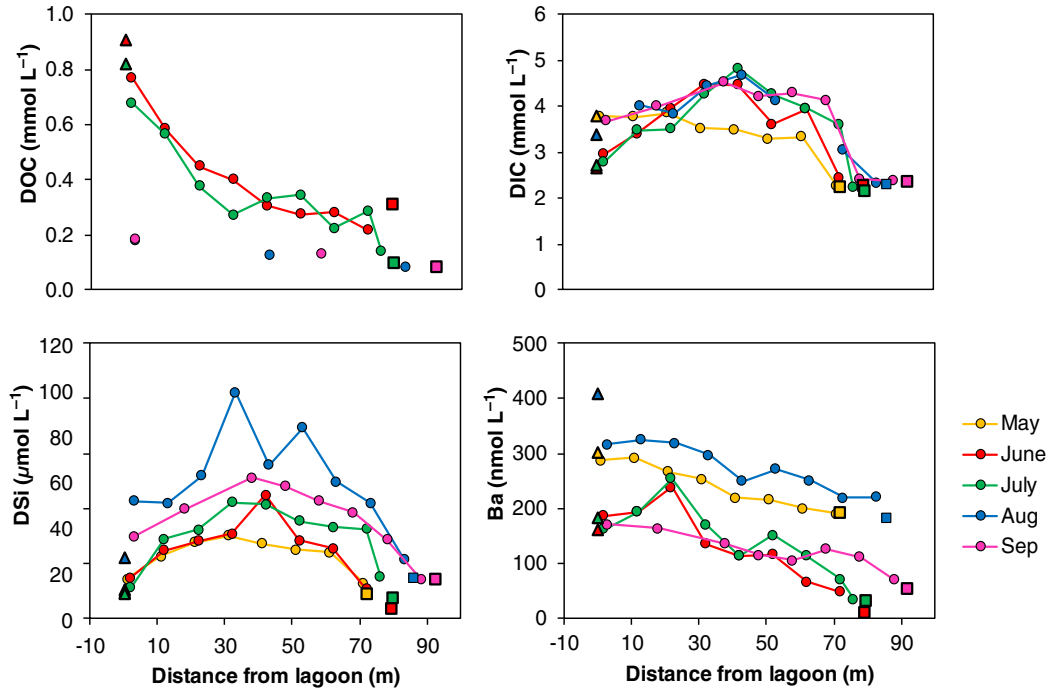 1.0
0.8
0.6
0.4
0.2
0.0
DOC (mmol L⁻¹)
6
5
4
3
2
1
0
DIC (mmol L⁻¹)
120
100
80
60
40
20
0
DSi (µmol L⁻¹)
-10 10 30 50 70 90
Distance from lagoon (m)
500
400
300
200
100
0
Ba (nmol L⁻¹)
-10 10 30 50 70 90
Distance from lagoon (m)
May
June
July
Aug
Sep